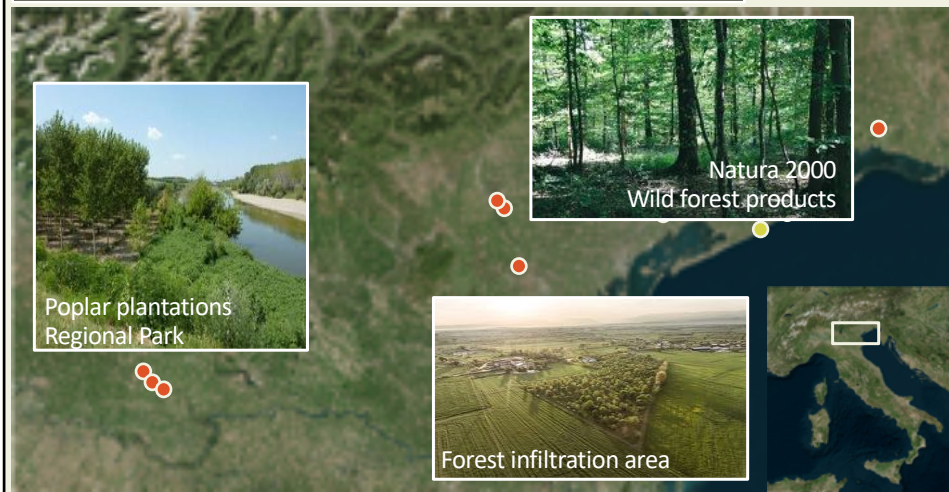 Natura 2000
Wild forest products
Poplar plantations
Regional Park
Forest infiltration area